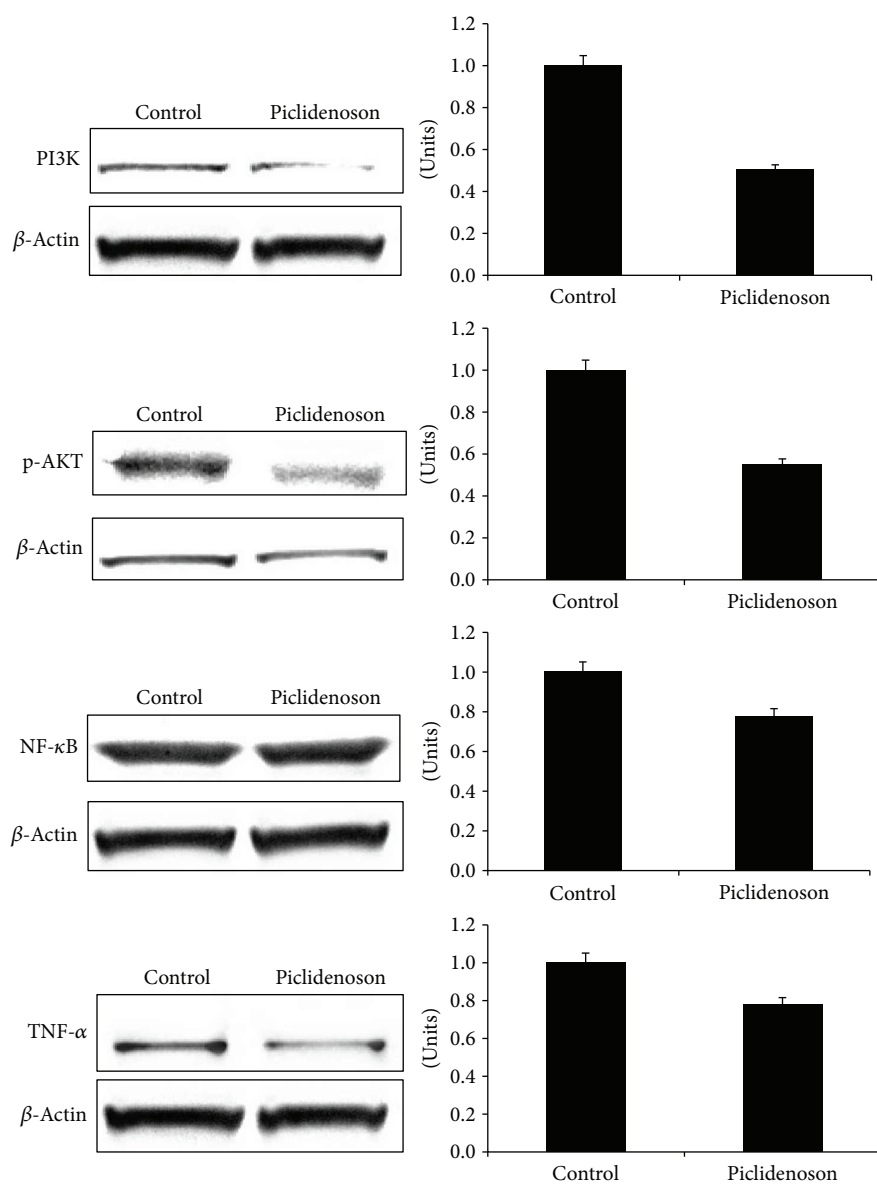 Control Piclidenoson
PI3K
β-Actin
1.2
1.0
0.8
0.6
0.4
0.2
0.0
(Units)
Control Piclidenoson
Control Piclidenoson
p-AKT
β-Actin
1.2
1.0
0.8
0.6
0.4
0.2
0.0
(Units)
Control Piclidenoson
Control Piclidenoson
NF-κB
β-Actin
1.2
1.0
0.8
0.6
0.4
0.2
0.0
(Units)
Control Piclidenoson
Control Piclidenoson
TNF-α
β-Actin
1.2
1.0
0.8
0.6
0.4
0.2
0.0
(Units)
Control Piclidenoson